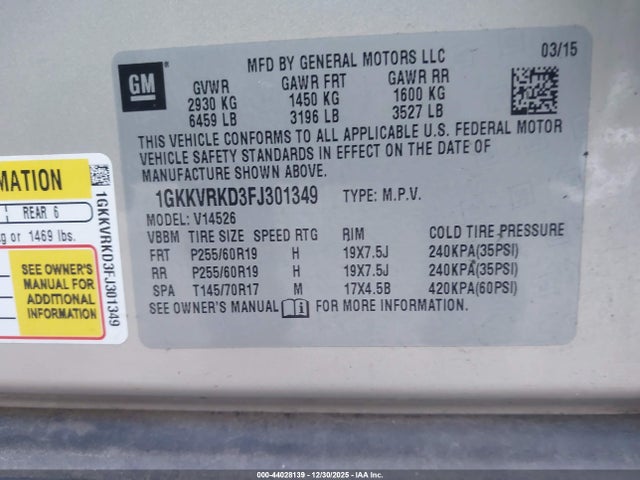 GM
MFD BY GENERAL MOTORS LLC 03/15
GVWR GAWR FRT GAWR RR
2930 KG 1450 KG 1600 KG
6459 LB 3196 LB 3527 LB
THIS VEHICLE CONFORMS TO ALL APPLICABLE U.S. FEDERAL MOTOR
VEHICLE SAFETY STANDARDS IN EFFECT ON THE DATE OF
MANUFACTURE SHOWN ABOVE.
1GKKVRKD3FJ301349 TYPE: M.P.V.
MODEL: V14526
VBBM TIRE SIZE SPEED RTG RIM COLD TIRE PRESSURE
FRT P255/60R19 H 19X7.5J 240KPA(35PSI)
RR P255/60R19 H 19X7.5J 240KPA(35PSI)
SPA T145/70R17 M 17X4.5B 420KPA(60PSI)
SEE OWNER'S MANUAL FOR MORE INFORMATION.
MATION
REAR 6
kg or 1469 lbs.
SEE OWNER'S
MANUAL FOR
ADDITIONAL
INFORMATION
1GKKVRKD3FJ301349
000-44028139 - 12/30/2025 - IAA Inc.